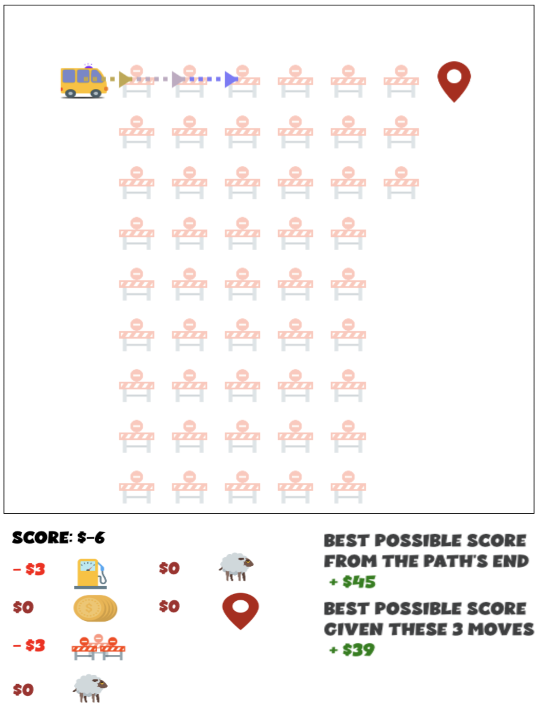 SCORE: $-6
- $3
$0
$0
$0
- $3
$0
BEST POSSIBLE SCORE
FROM THE PATH'S END
+ $45
BEST POSSIBLE SCORE
GIVEN THESE 3 MOVES
+ $39